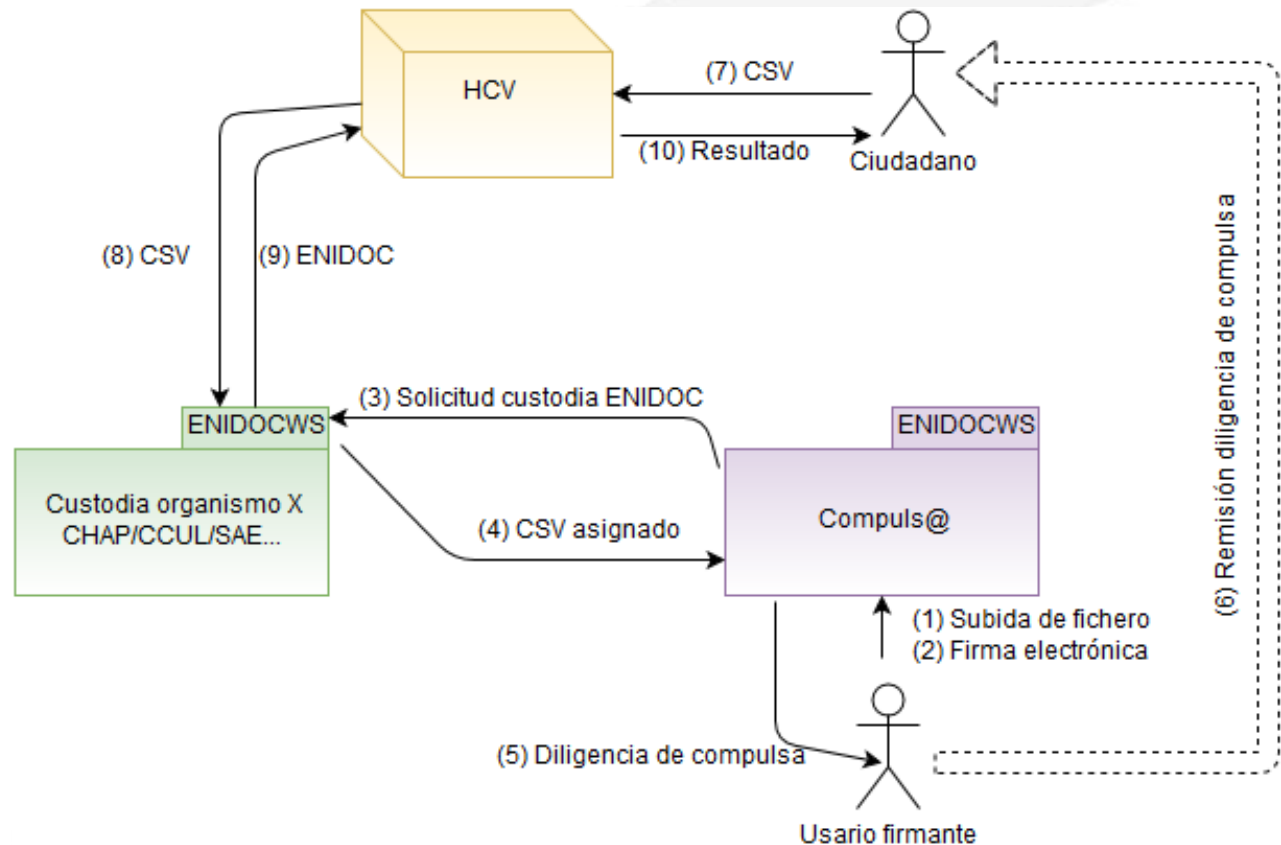 HCV
(7) CSV
(10) Resultado
Ciudadano
(8) CSV
(9) ENIDOC
(6) Remisión diligencia de compulsa
(3) Solicitud custodia ENIDOC
ENIDOCWS
ENIDOCWS
Custodia organismo X
CHAP/CCUL/SAE...
Compuls@
(4) CSV asignado
(1) Subida de fichero
(2) Firma electrónica
(5) Diligencia de compulsa
Usario firmante